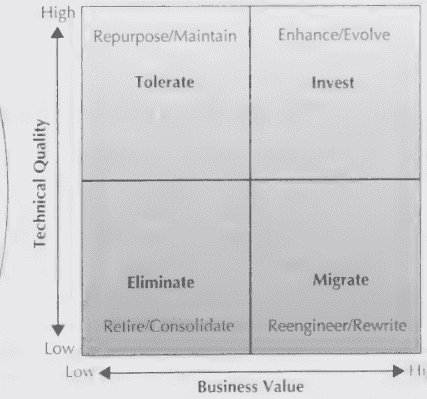 High
Repurpose/Maintain
Enhance/Evolve
Tolerate
Invest
Technical Quality
Eliminate
Migrate
Retire/Consolidate
Reengineer/Rewrite
Low
Low
Hi
Business Value